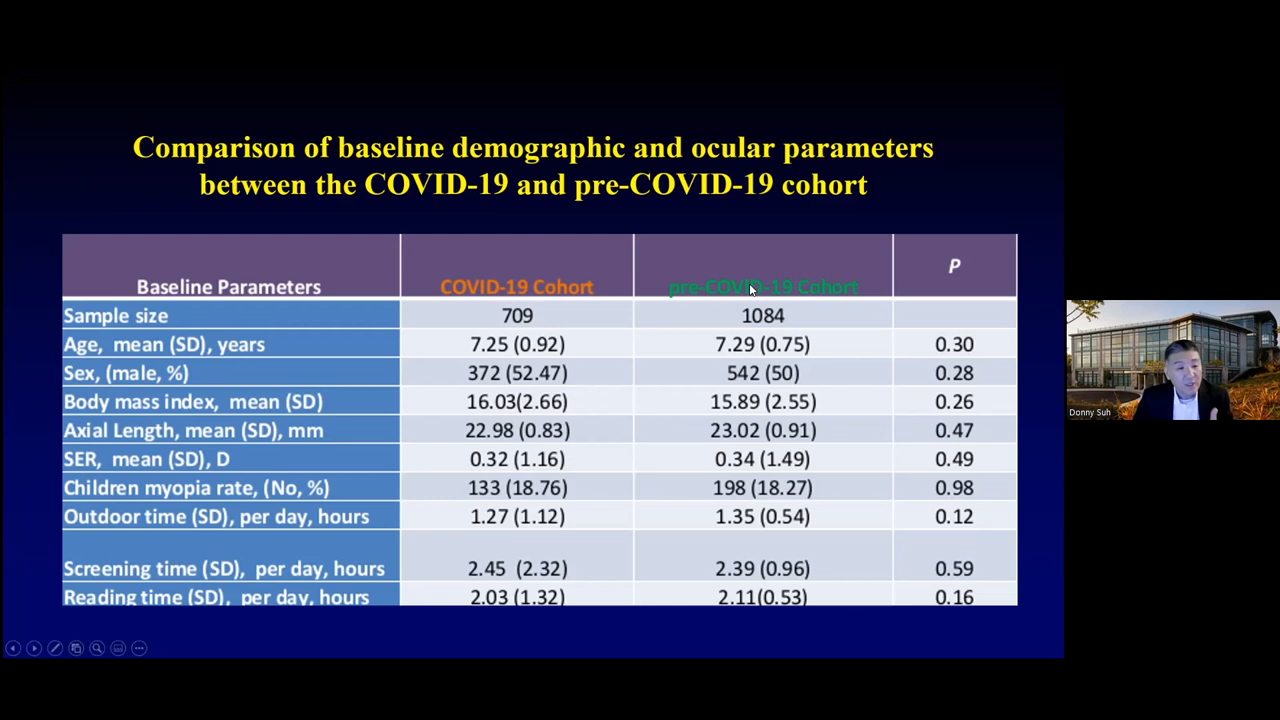 Comparison of baseline demographic and ocular parameters
between the COVID-19 and pre-COVID-19 cohort
Baseline Parameters COVID-19 Cohort pre-COVID-19 Cohort P
Sample size 709 1084
Age, mean (SD), years 7.25 (0.92) 7.29 (0.75) 0.30
Sex, (male, %) 372 (52.47) 542 (50) 0.28
Body mass index, mean (SD) 16.03(2.66) 15.89 (2.55) 0.26
Axial Length, mean (SD), mm 22.98 (0.83) 23.02 (0.91) 0.47
SER, mean (SD), D 0.32 (1.16) 0.34 (1.49) 0.49
Children myopia rate, (No, %) 133 (18.76) 198 (18.27) 0.98
Outdoor time (SD), per day, hours 1.27 (1.12) 1.35 (0.54) 0.12
Screening time (SD), per day, hours 2.45 (2.32) 2.39 (0.96) 0.59
Reading time (SD), per day, hours 2.03 (1.32) 2.11(0.53) 0.16
Donny Suh